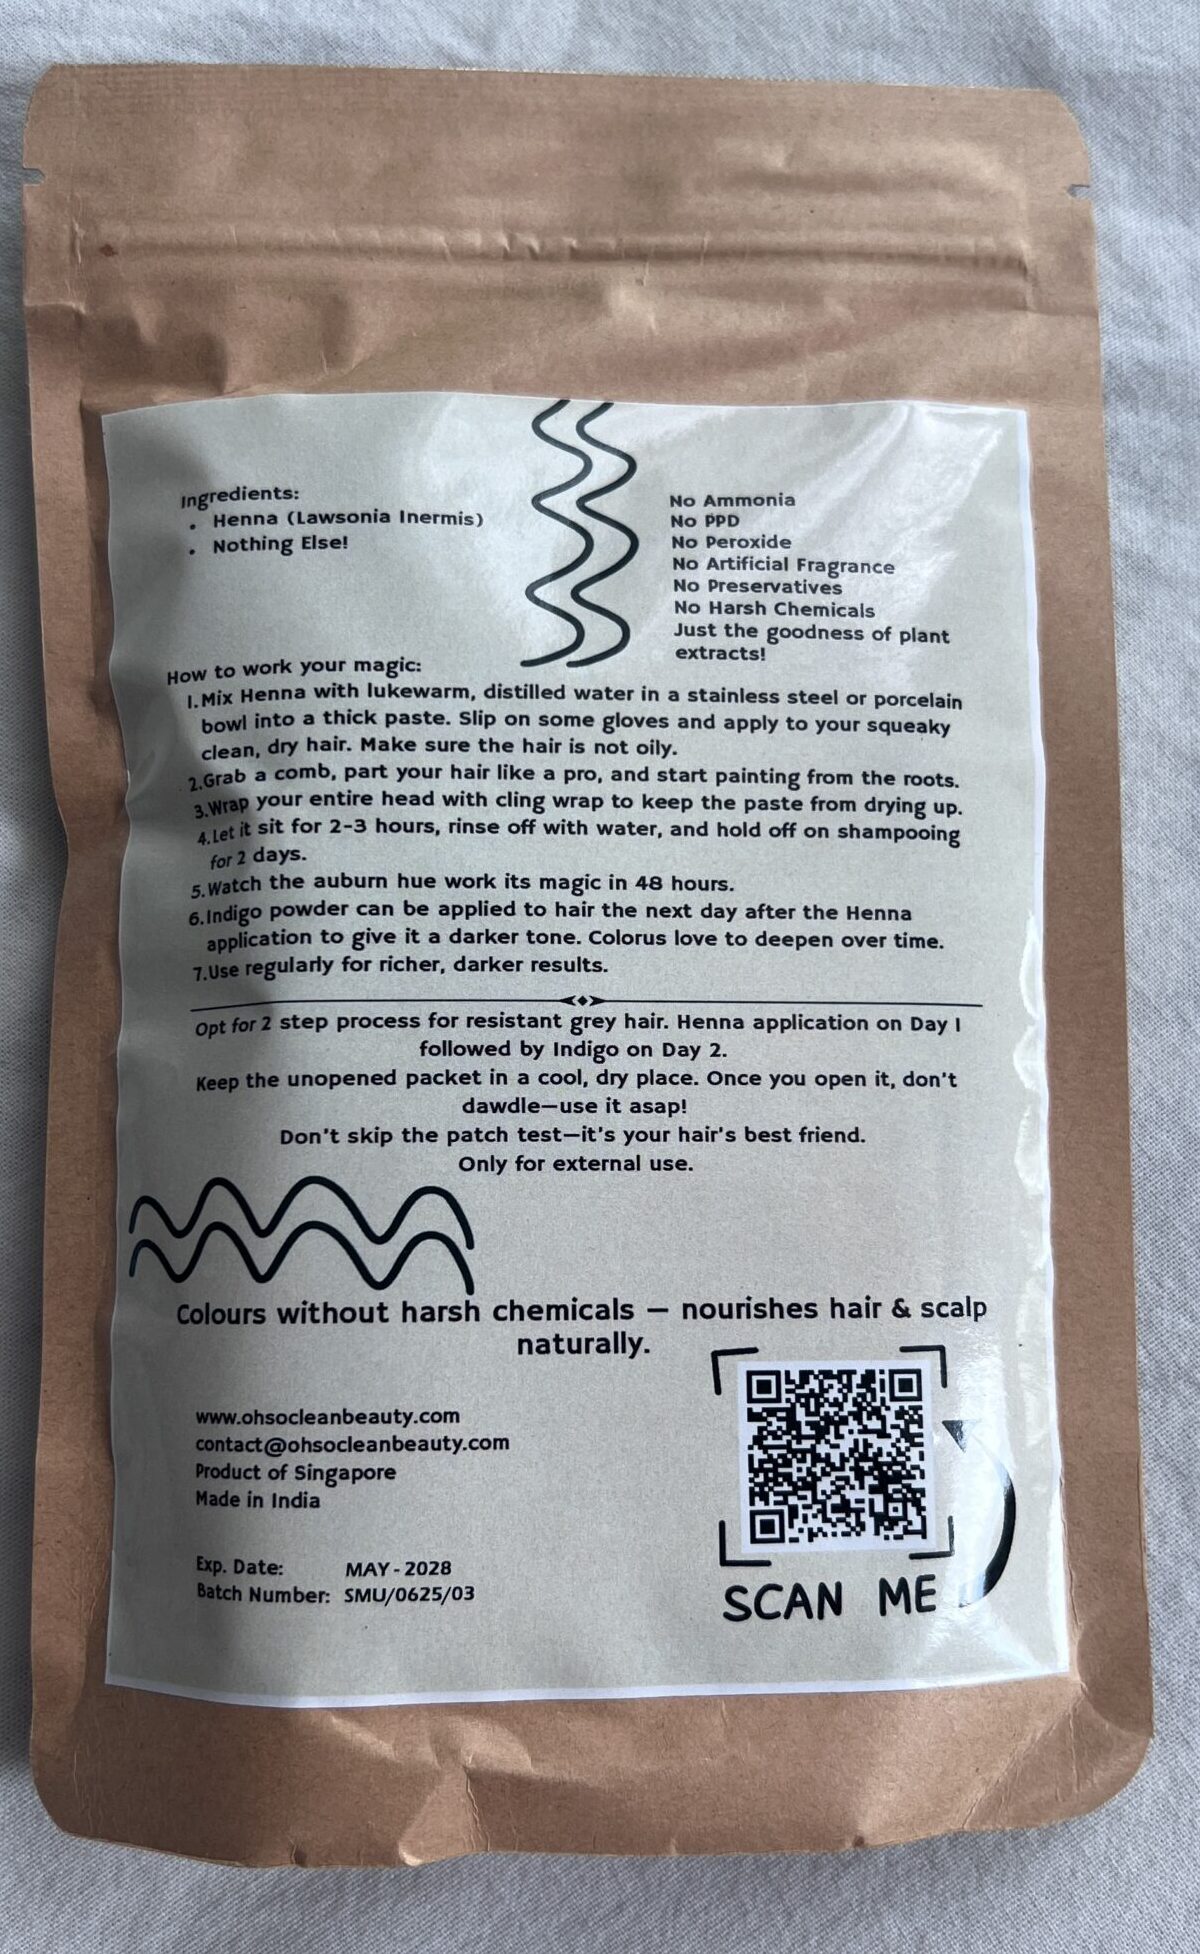 Ingredients:
• Henna (Lawsonia Inermis)
• Nothing Else!
No Ammonia
No PPD
No Peroxide
No Artificial Fragrance
No Preservatives
No Harsh Chemicals
Just the goodness of plant
extracts!
How to work your magic:
1.Mix Henna with lukewarm, distilled water in a stainless steel or porcelain
bowl into a thick paste. Slip on some gloves and apply to your squeaky
clean, dry hair. Make sure the hair is not oily.
2.Grab a comb, part your hair like a pro, and start painting from the roots.
3.Wrap your entire head with cling wrap to keep the paste from drying up.
4.Let it sit for 2-3 hours, rinse off with water, and hold off on shampooing
for 2 days.
5.Watch the auburn hue work its magic in 48 hours.
6.Indigo powder can be applied to hair the next day after the Henna
application to give it a darker tone. Colorus love to deepen over time.
7.Use regularly for richer, darker results.
Opt for 2 step process for resistant grey hair. Henna application on Day 1
followed by Indigo on Day 2.
Keep the unopened packet in a cool, dry place. Once you open it, don't
dawdle—use it asap!
Don't skip the patch test—it's your hair's best friend.
Only for external use.
Colours without harsh chemicals — nourishes hair & scalp
naturally.
www.ohsocleanbeauty.com
contact@ohsocleanbeauty.com
Product of Singapore
Made in India
Exp. Date: MAY-2028
Batch Number: SMU/0625/03
SCAN ME